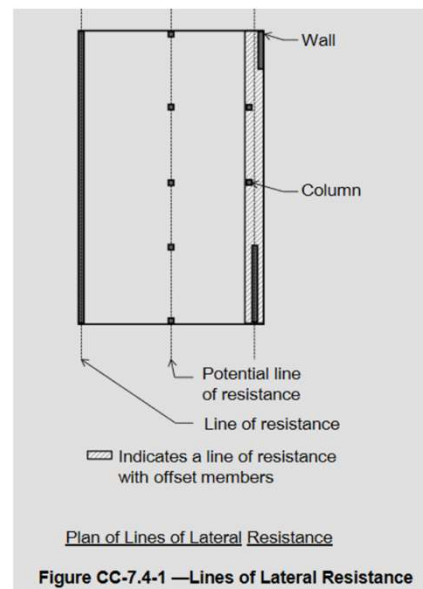 Wall
Column
Potential line
of resistance
Line of resistance
Indicates a line of resistance
with offset members
Plan of Lines of Lateral Resistance
Figure CC-7.4-1 —Lines of Lateral Resistance